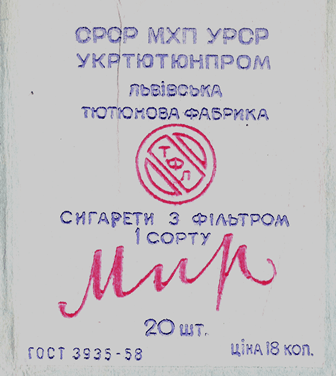 СРСР МХП УРСР
УКРТЮТЮНПРОМ
ЛЬВІВСЬКА
ТЮТЮНОВА ФАБРИКА
ТФЛ
СИГАРЕТИ З ФІЛЬТРОМ
1 СОРТУ
Мир
20 шт.
ГОСТ 3935-58 ЦІНА 18 КОП.